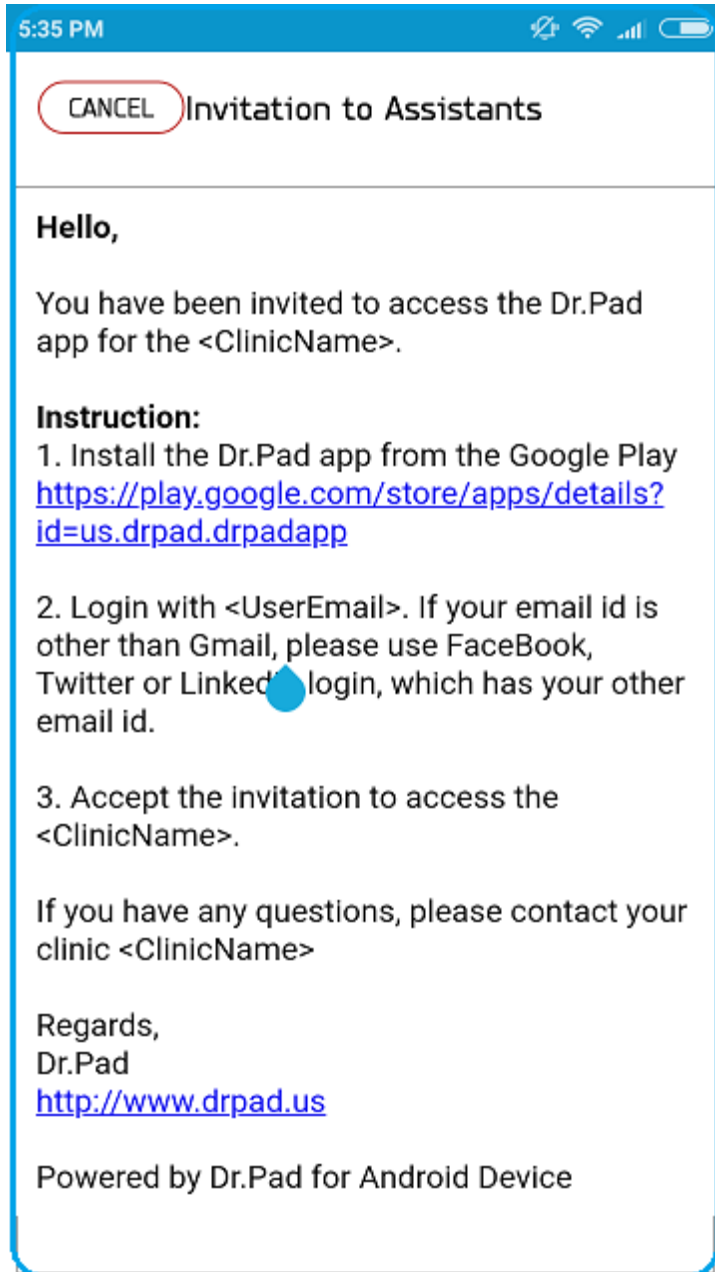 5:35 PM
CANCEL Invitation to Assistants
Hello,
You have been invited to access the Dr.Pad
app for the <ClinicName>.
Instruction:
1. Install the Dr.Pad app from the Google Play
https://play.google.com/store/apps/details?
id=us.drpad.drpadapp
2. Login with <UserEmail>. If your email id is
other than Gmail, please use FaceBook,
Twitter or login, which has your other
email id.
3. Accept the invitation to access the
<ClinicName>.
If you have any questions, please contact your
clinic <ClinicName>
Regards,
Dr.Pad
http://www.drpad.us
Powered by Dr.Pad for Android Device